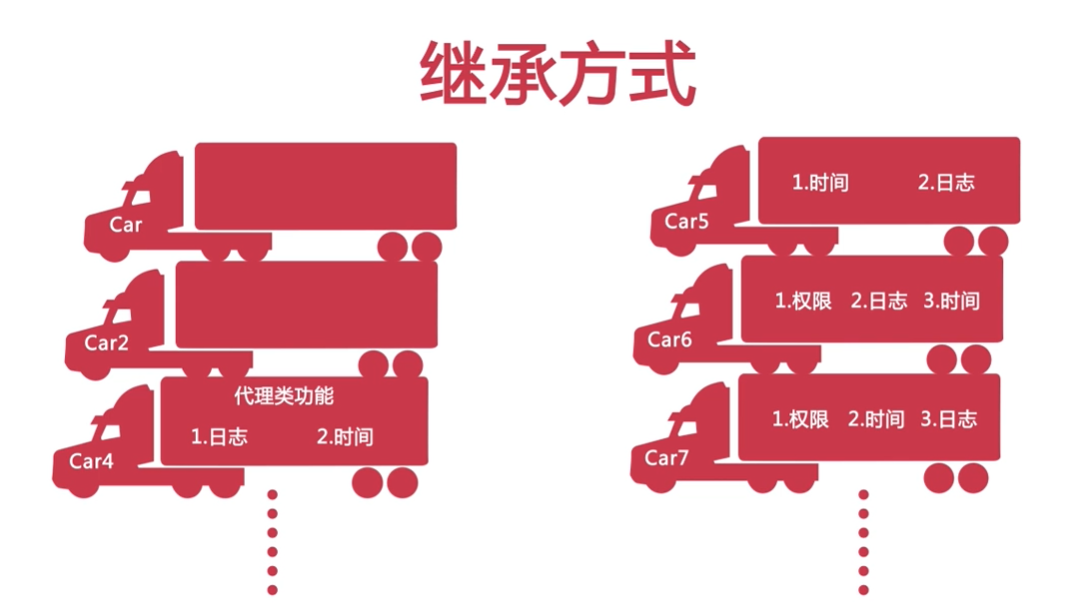 继承方式
Car
Car2
代理类功能
1.日志 2.时间
Car4
1.时间 2.日志
Car5
1.权限 2.日志 3.时间
Car6
1.权限 2.时间 3.日志
Car7